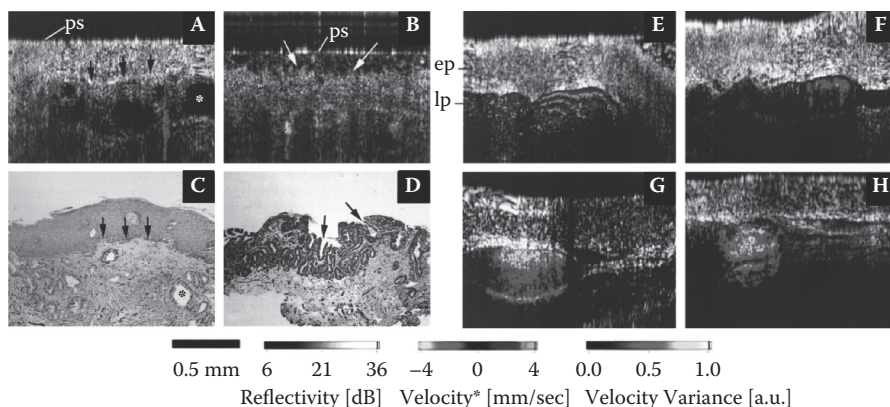 ps
A
*
ps
B
ep
lp
E
F
C
*
D
G
H
0.5 mm
6 21 36
Reflectivity [dB]
−4 0 4
Velocity* [mm/sec]
0.0 0.5 1.0
Velocity Variance [a.u.]